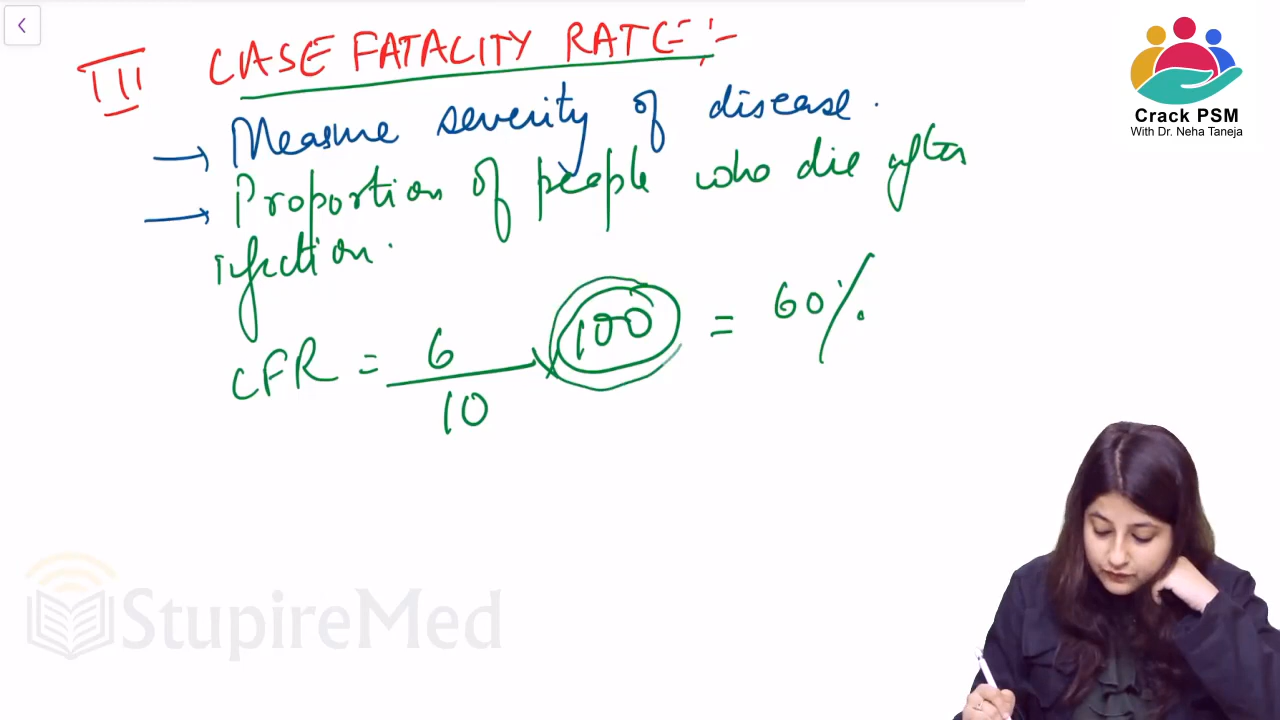 III CASE FATALITY RATE :-
→ Measure severity of disease.
→ Proportion of people who die after
infection.
CFR = 6/10 × 100 = 60%
Crack PSM
With Dr. Neha Taneja
StupireMed